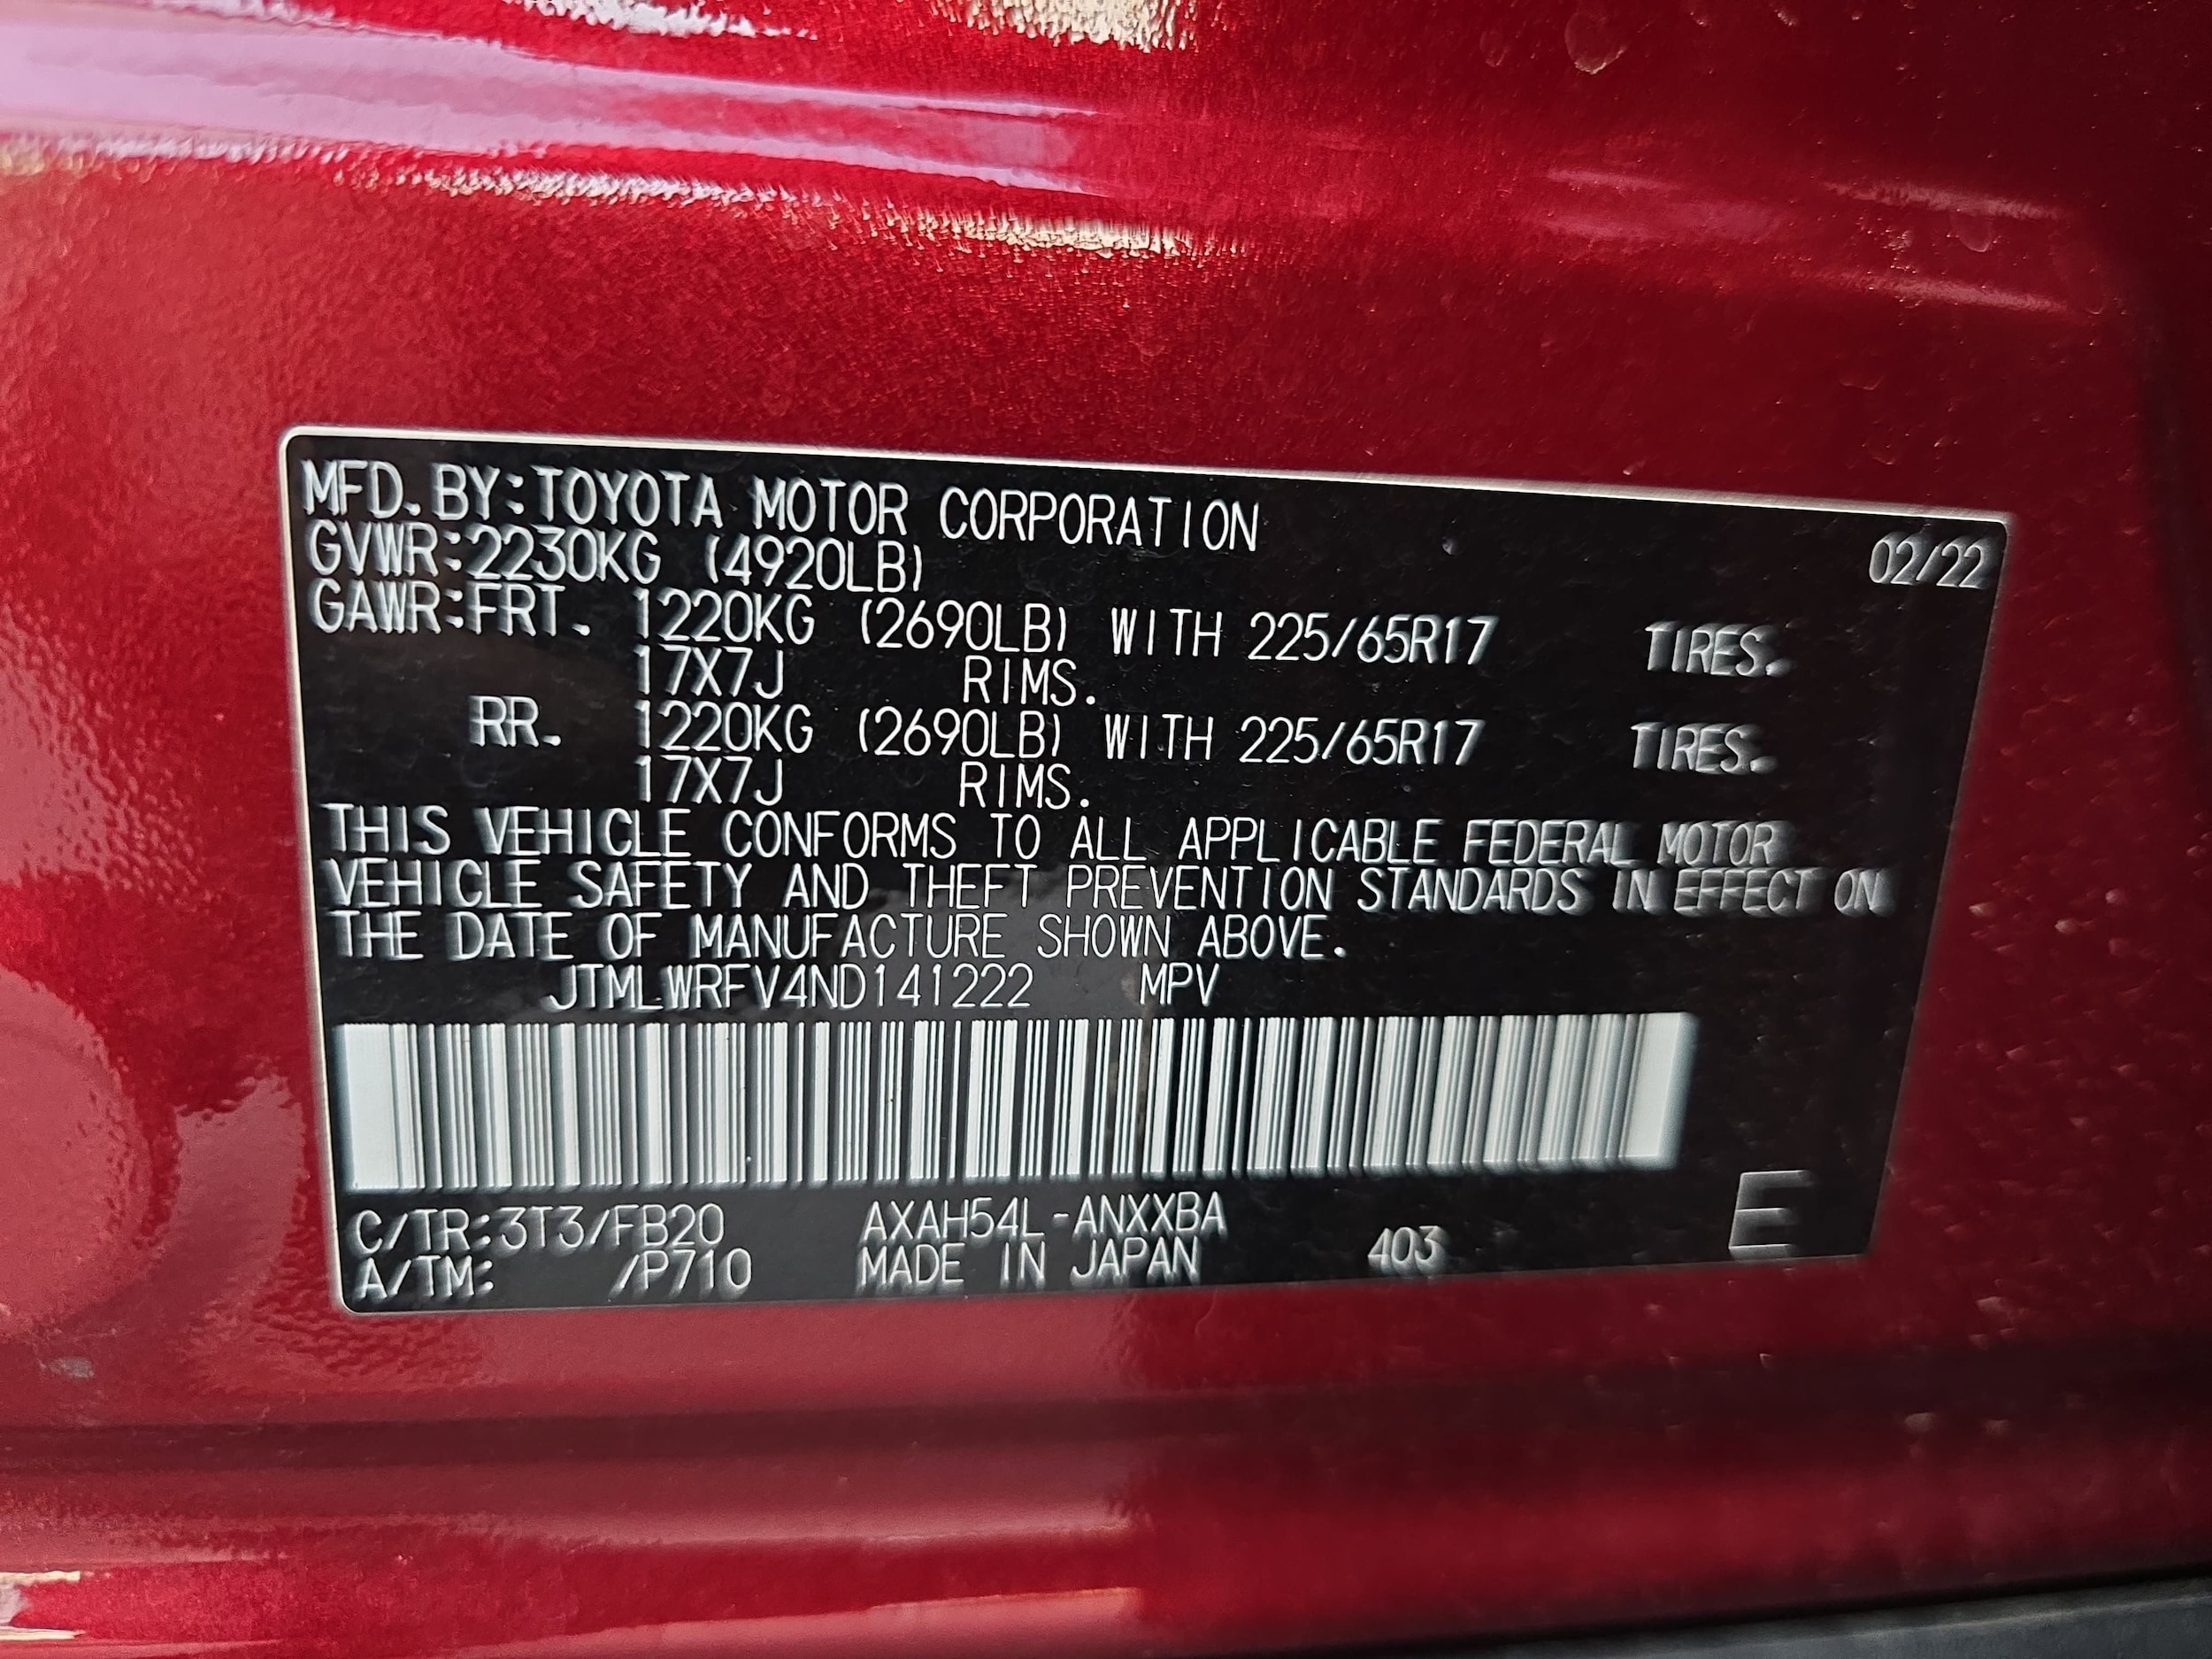 MFD. BY:TOYOTA MOTOR CORPORATION
02/22
GVWR:2230KG (4920LB)
GAWR:FRT. 1220KG (2690LB) WITH 225/65R17 TIRES.
17X7J RIMS.
RR. 1220KG (2690LB) WITH 225/65R17 TIRES.
17X7J RIMS.
THIS VEHICLE CONFORMS TO ALL APPLICABLE FEDERAL MOTOR
VEHICLE SAFETY AND THEFT PREVENTION STANDARDS IN EFFECT ON
THE DATE OF MANUFACTURE SHOWN ABOVE.
JTMLWRFV4ND141222 MPV
C/TR:3T3/FB20 AXAH54L-ANXXBA
A/TM: /P710 MADE IN JAPAN 403 E